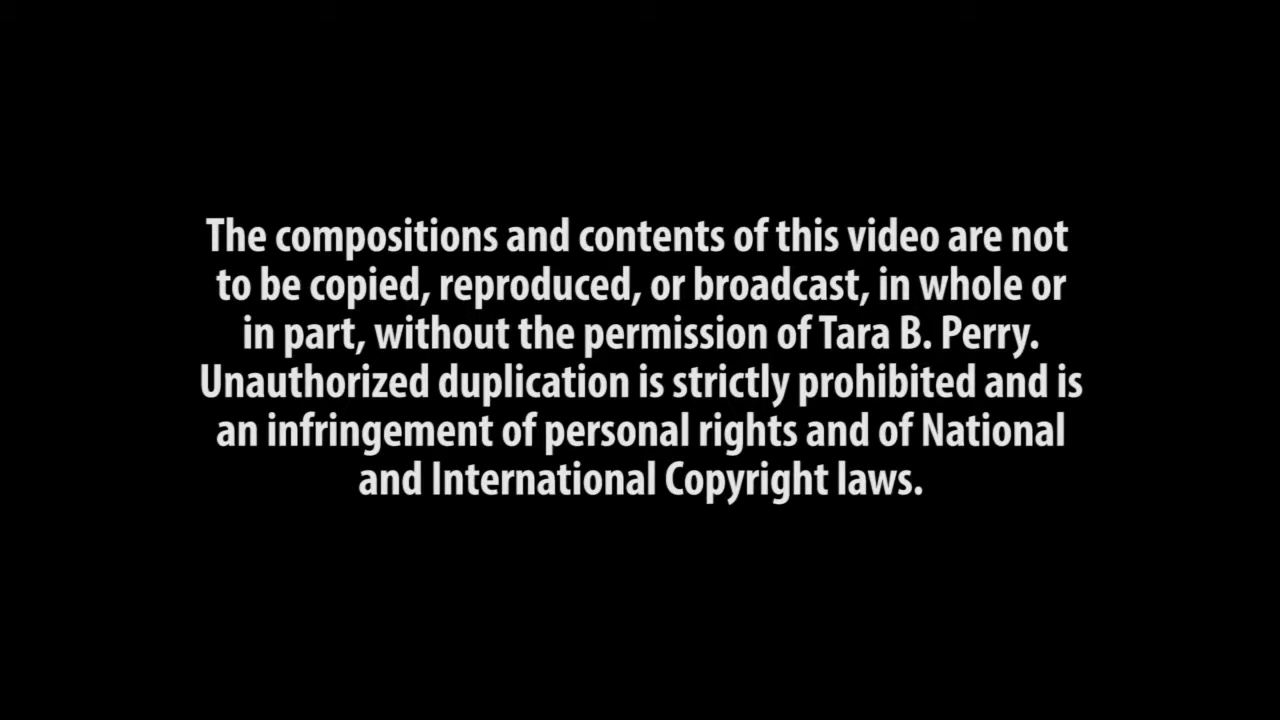 The compositions and contents of this video are not
to be copied, reproduced, or broadcast, in whole or
in part, without the permission of Tara B. Perry.
Unauthorized duplication is strictly prohibited and is
an infringement of personal rights and of National
and International Copyright laws.